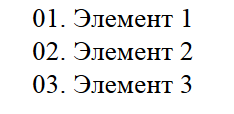 01. Элемент 1
02. Элемент 2
03. Элемент 3